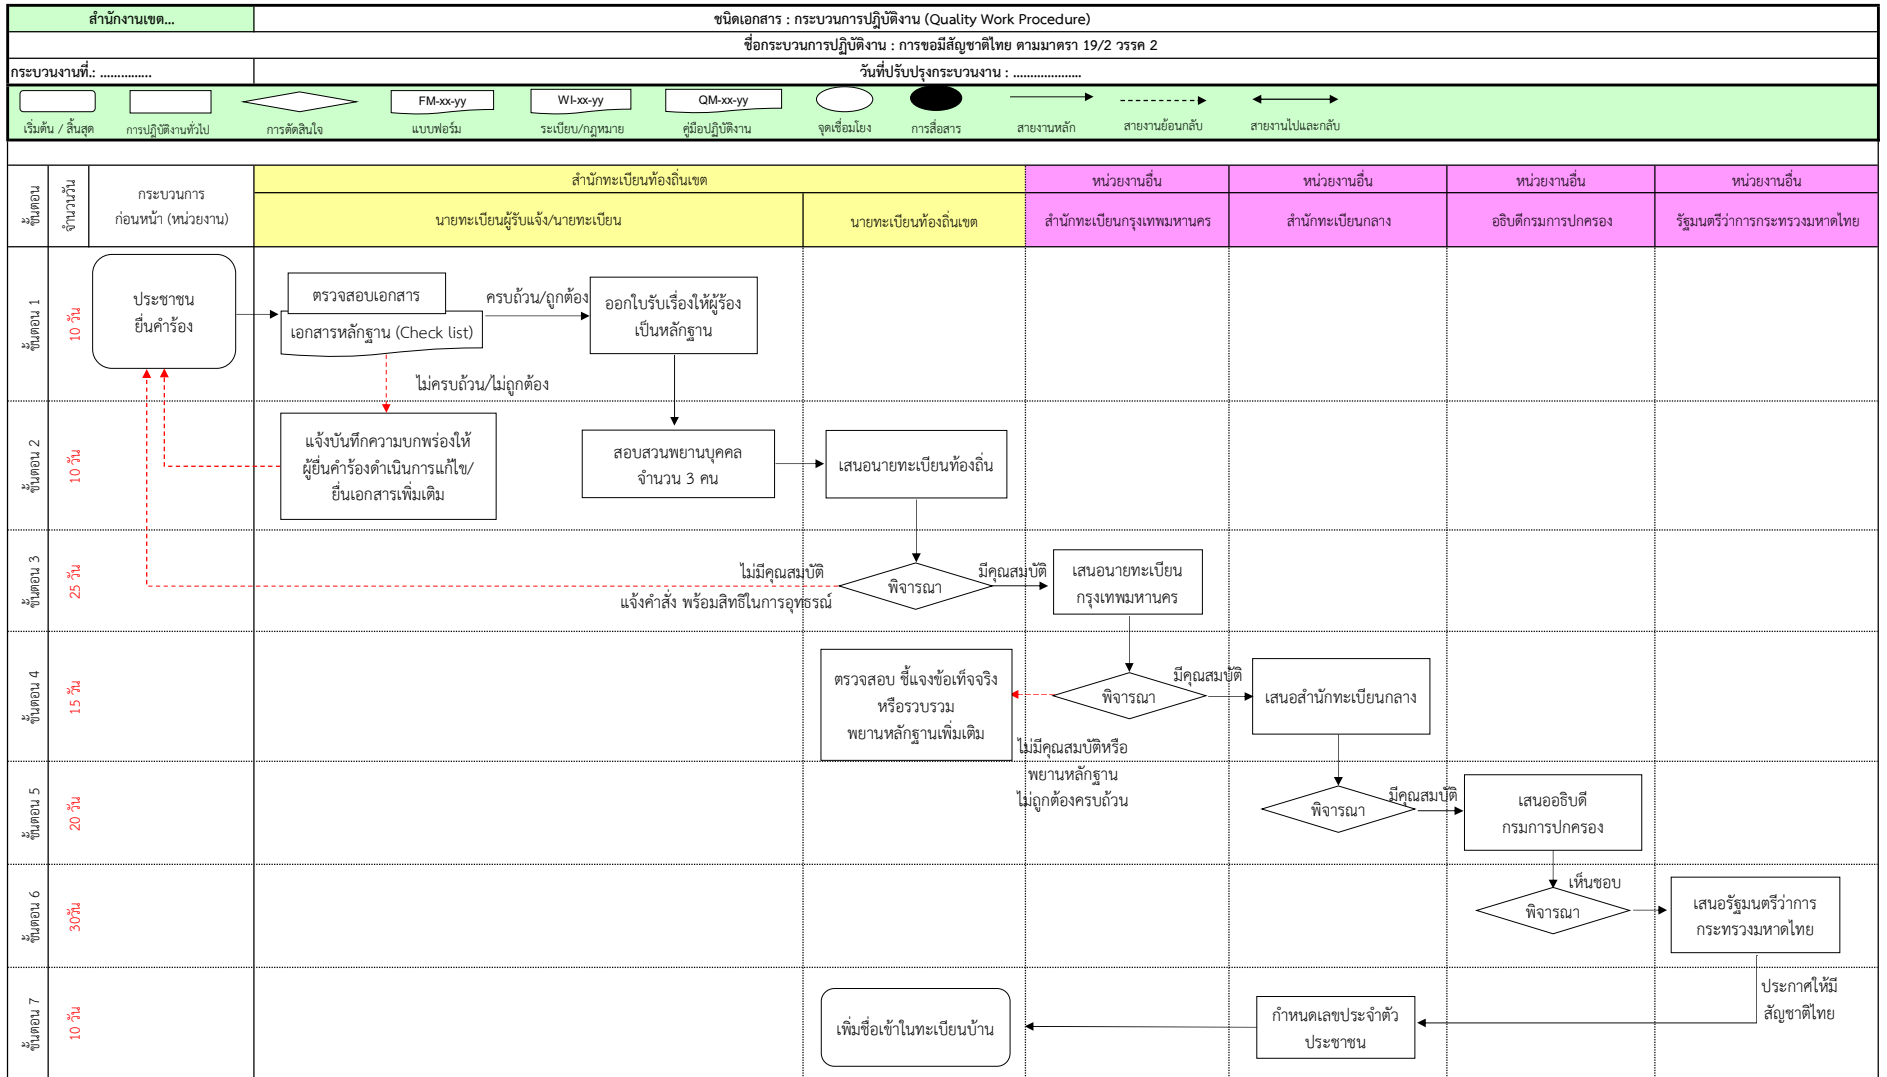 สำนักงานเขต...
ชนิดเอกสาร : กระบวนการปฏิบัติงาน (Quality Work Procedure)
ชื่อกระบวนการปฏิบัติงาน : การขอมีสัญชาติไทย ตามมาตรา 19/2 วรรค 2
กระบวนงานที่.: ...............
วันที่ปรับปรุงกระบวนงาน : ....................
FM-xx-yy
WI-xx-yy
QM-xx-yy
เริ่มต้น / สิ้นสุด
การปฏิบัติงานทั่วไป
การตัดสินใจ
แบบฟอร์ม
ระเบียบ/กฎหมาย
คู่มือปฏิบัติงาน
จุดเชื่อมโยง
การสื่อสาร
สายงานหลัก
สายงานย้อนกลับ
สายงานไปและกลับ
ขั้นตอน
จำนวนวัน
กระบวนการ
ก่อนหน้า (หน่วยงาน)
สำนักทะเบียนท้องถิ่นเขต
หน่วยงานอื่น
หน่วยงานอื่น
หน่วยงานอื่น
หน่วยงานอื่น
นายทะเบียนผู้รับแจ้ง/นายทะเบียน
นายทะเบียนท้องถิ่นเขต
สำนักทะเบียนกรุงเทพมหานคร
สำนักทะเบียนกลาง
อธิบดีกรมการปกครอง
รัฐมนตรีว่าการกระทรวงมหาดไทย
ขั้นตอน 1
10 วัน
ประชาชน
ยื่นคำร้อง
ตรวจสอบเอกสาร
เอกสารหลักฐาน (Check list)
ครบถ้วน/ถูกต้อง
ออกใบรับเรื่องให้ผู้ร้อง
เป็นหลักฐาน
ไม่ครบถ้วน/ไม่ถูกต้อง
ขั้นตอน 2
10 วัน
แจ้งบันทึกความบกพร่องให้
ผู้ยื่นคำร้องดำเนินการแก้ไข/
ยื่นเอกสารเพิ่มเติม
สอบสวนพยานบุคคล
จำนวน 3 คน
เสนอนายทะเบียนท้องถิ่น
ขั้นตอน 3
25 วัน
ไม่มีคุณสมบัติ
แจ้งคำสั่ง พร้อมสิทธิในการอุทธรณ์
พิจารณา
มีคุณสมบัติ
เสนอนายทะเบียน
กรุงเทพมหานคร
ขั้นตอน 4
15 วัน
ตรวจสอบ ชี้แจงข้อเท็จจริง
หรือรวบรวม
พยานหลักฐานเพิ่มเติม
พิจารณา
มีคุณสมบัติ
เสนอสำนักทะเบียนกลาง
ไม่มีคุณสมบัติหรือ
พยานหลักฐาน
ไม่ถูกต้องครบถ้วน
ขั้นตอน 5
20 วัน
พิจารณา
มีคุณสมบัติ
เสนออธิบดี
กรมการปกครอง
ขั้นตอน 6
30วัน
เห็นชอบ
พิจารณา
เสนอรัฐมนตรีว่าการ
กระทรวงมหาดไทย
ขั้นตอน 7
10 วัน
ประกาศให้มี
สัญชาติไทย
กำหนดเลขประจำตัว
ประชาชน
เพิ่มชื่อเข้าในทะเบียนบ้าน